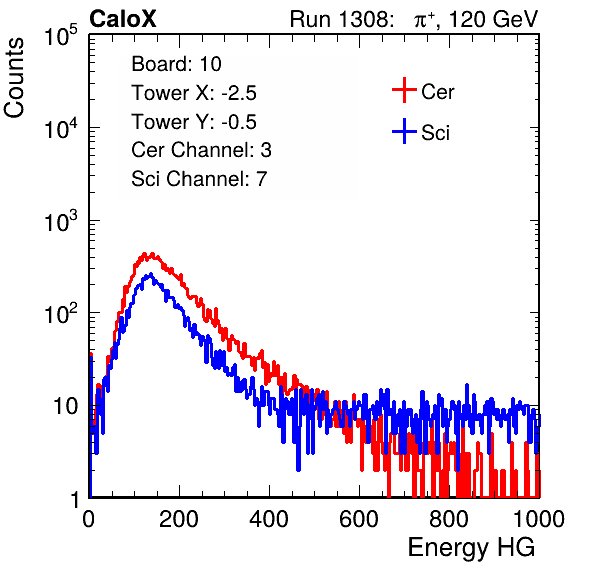 CaloX Run 1308: π⁺, 120 GeV
Counts
Board: 10
Tower X: -2.5
Tower Y: -0.5
Cer Channel: 3
Sci Channel: 7
Cer
Sci
10⁵
10⁴
10³
10²
10
1
0 200 400 600 800 1000
Energy HG